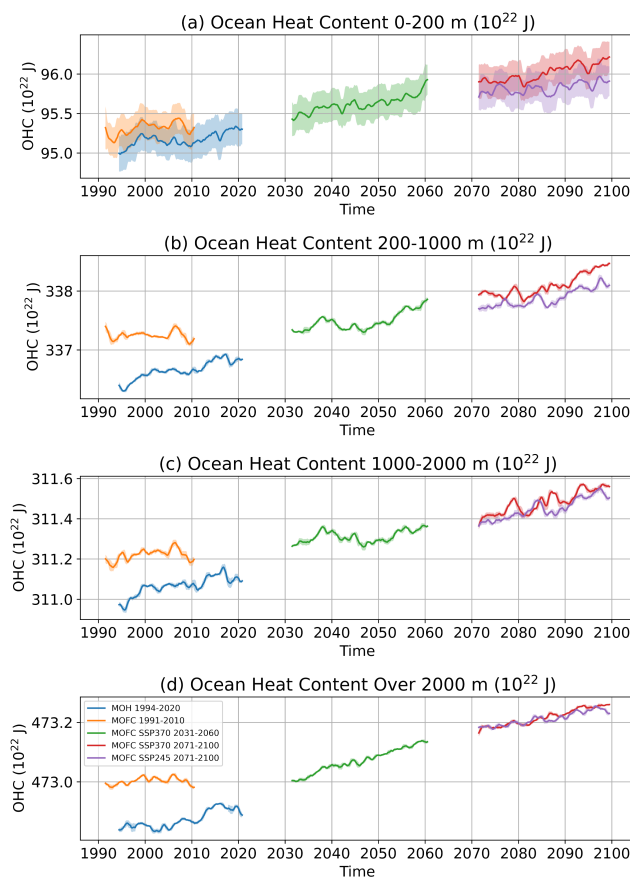 (a) Ocean Heat Content 0-200 m (10²² J)
OHC (10²² J)
96.0
95.5
95.0
1990 2000 2010 2020 2030 2040 2050 2060 2070 2080 2090 2100
Time
(b) Ocean Heat Content 200-1000 m (10²² J)
OHC (10²² J)
338
337
1990 2000 2010 2020 2030 2040 2050 2060 2070 2080 2090 2100
Time
(c) Ocean Heat Content 1000-2000 m (10²² J)
OHC (10²² J)
311.6
311.4
311.2
311.0
1990 2000 2010 2020 2030 2040 2050 2060 2070 2080 2090 2100
Time
(d) Ocean Heat Content Over 2000 m (10²² J)
OHC (10²² J)
473.2
473.0
MOH 1994-2020
MOFC 1991-2010
MOFC SSP370 2031-2060
MOFC SSP370 2071-2100
MOFC SSP245 2071-2100
1990 2000 2010 2020 2030 2040 2050 2060 2070 2080 2090 2100
Time